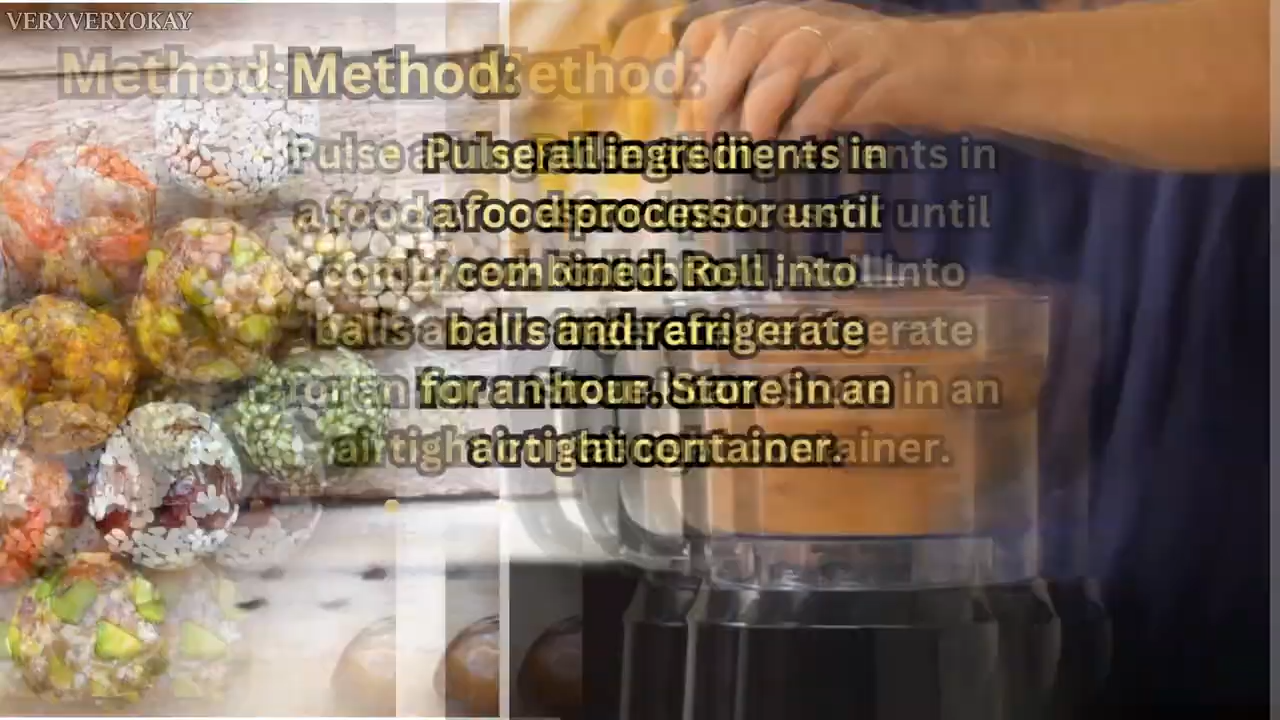 VERYVERYOKAY
Method:
Pulse all ingredients in
a food processor until
combined. Roll into
balls and refrigerate
for an hour. Store in an
airtight container.